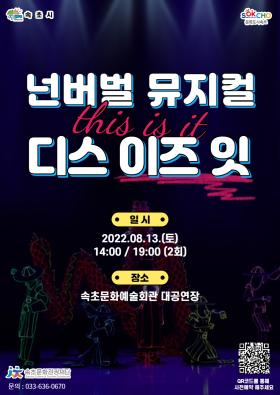 속초시
SOKCHO
넌버벌 뮤지컬
this is it
디스 이즈 잇
일 시
2022.08.13.(토)
14:00 / 19:00 (2회)
장 소
속초문화예술회관 대공연장
속초문화관광재단
문의 : 033-636-0670
QR코드를 통해
사전예약 해주세요